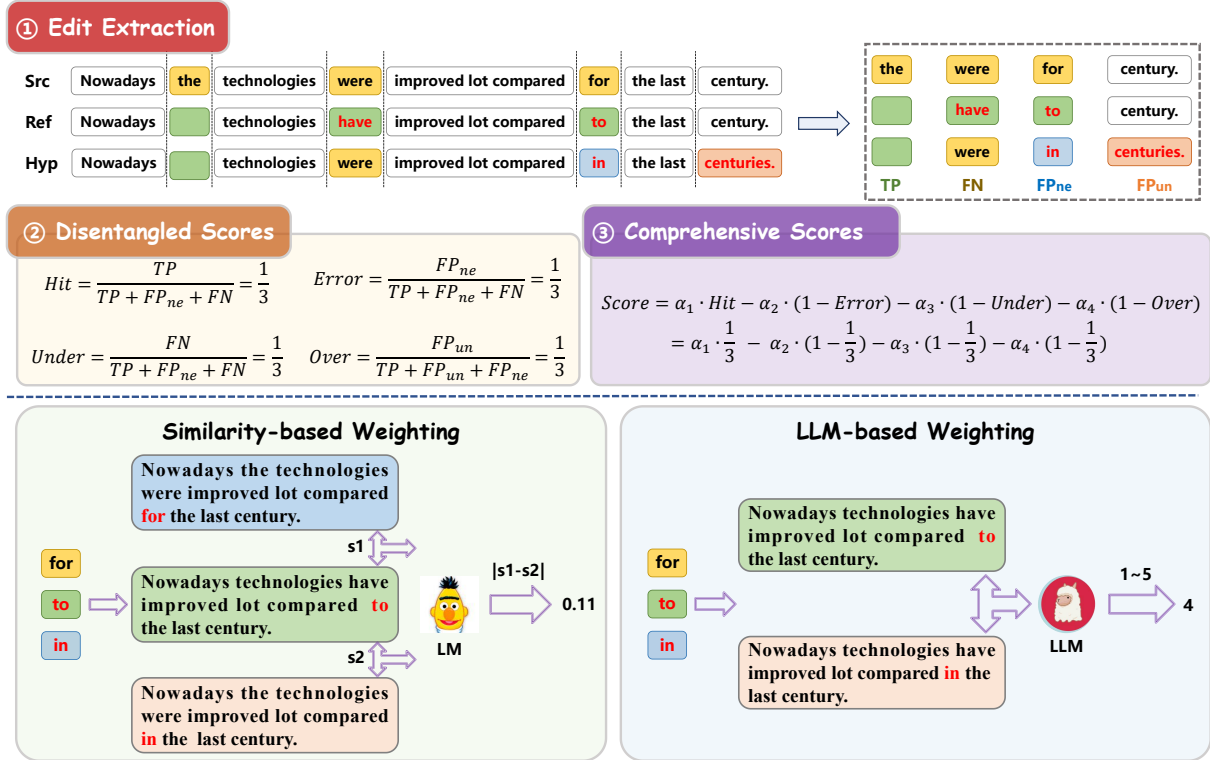 ① Edit Extraction
Src Nowadays the technologies were improved lot compared for the last century.
Ref Nowadays technologies have improved lot compared to the last century.
Hyp Nowadays technologies were improved lot compared in the last centuries.
the were for century.
have to century.
were in centuries.
TP FN FPne FPun
② Disentangled Scores
Hit = TP / (TP + FP_ne + FN) = 1/3
Error = FP_ne / (TP + FP_ne + FN) = 1/3
Under = FN / (TP + FP_ne + FN) = 1/3
Over = FP_un / (TP + FP_un + FP_ne) = 1/3
③ Comprehensive Scores
Score = α₁ · Hit − α₂ · (1 − Error) − α₃ · (1 − Under) − α₄ · (1 − Over)
= α₁ · 1/3 − α₂ · (1 − 1/3) − α₃ · (1 − 1/3) − α₄ · (1 − 1/3)
Similarity-based Weighting
for
to
in
Nowadays the technologies
were improved lot compared
for the last century.
s1
Nowadays technologies have
improved lot compared to
the last century.
s2
Nowadays the technologies
were improved lot compared
in the last century.
LM
|s1-s2|
0.11
LLM-based Weighting
for
to
in
Nowadays technologies have
improved lot compared to
the last century.
Nowadays technologies have
improved lot compared in the
last century.
LLM
1~5
4